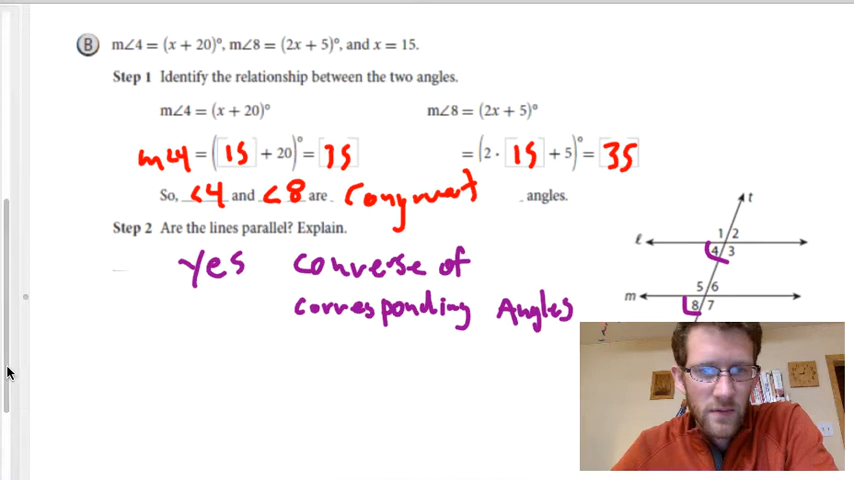 B m∠4 = (x + 20)°, m∠8 = (2x + 5)°, and x = 15.
Step 1 Identify the relationship between the two angles.
m∠4 = (x + 20)° m∠8 = (2x + 5)°
m∠4 = (15 + 20)° = 35 = (2 · 15 + 5)° = 35
So, <4 and <8 are congruent angles.
Step 2 Are the lines parallel? Explain.
yes converse of
corresponding Angles
t
1 2
ℓ
4 3
5 6
m
8 7